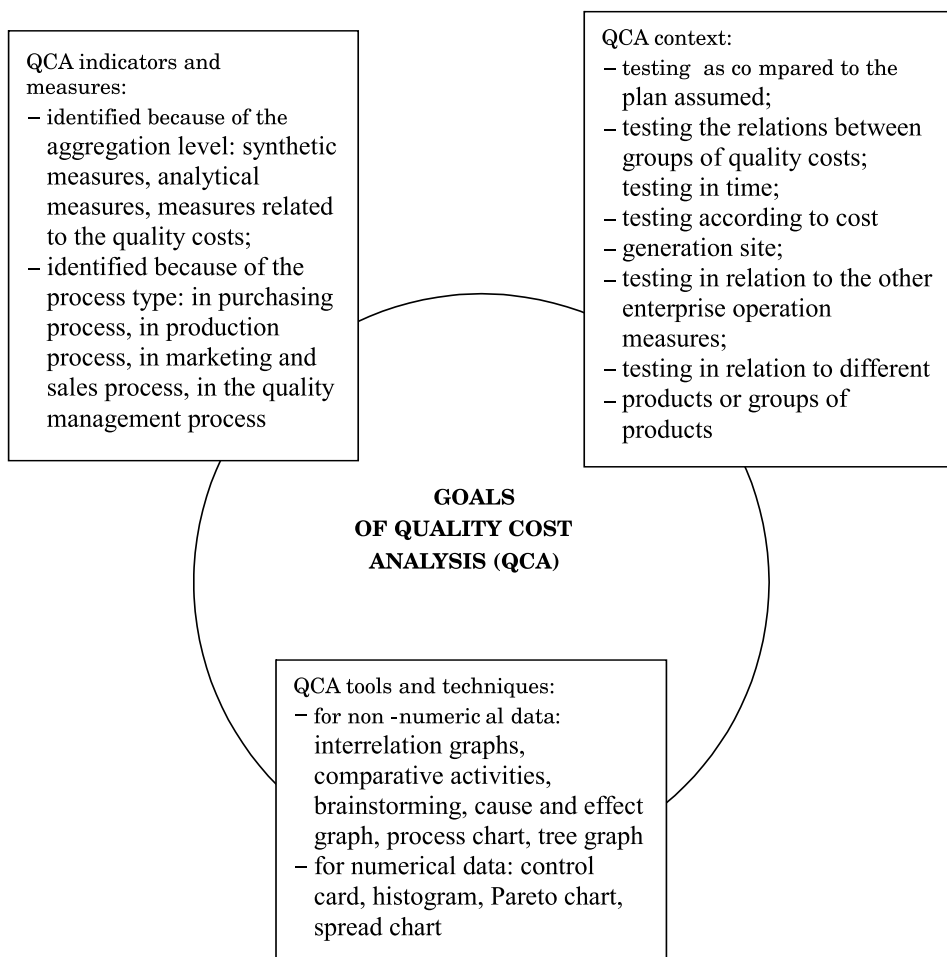 QCA indicators and
measures:
– identified because of the
aggregation level: synthetic
measures, analytical
measures, measures related
to the quality costs;
– identified because of the
process type: in purchasing
process, in production
process, in marketing and
sales process, in the quality
management process
QCA context:
– testing as co mpared to the
plan assumed;
– testing the relations between
groups of quality costs;
testing in time;
– testing according to cost
– generation site;
– testing in relation to the other
enterprise operation
measures;
– testing in relation to different
– products or groups of
products
GOALS
OF QUALITY COST
ANALYSIS (QCA)
QCA tools and techniques:
– for non -numeric al data:
interrelation graphs,
comparative activities,
brainstorming, cause and effect
graph, process chart, tree graph
– for numerical data: control
card, histogram, Pareto chart,
spread chart